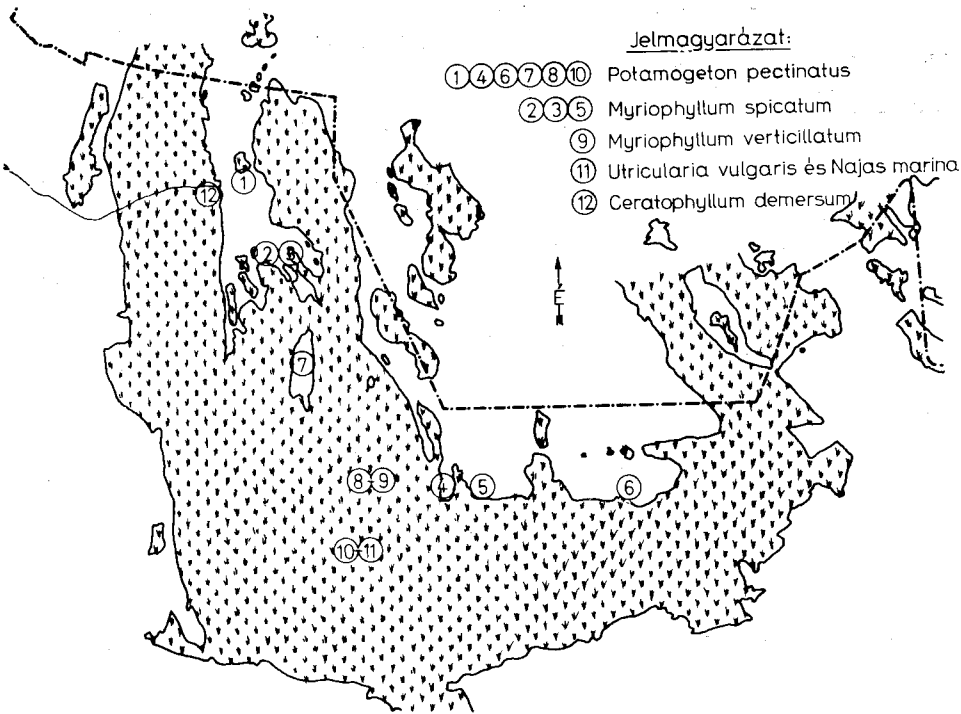 Jelmagyarázat:
①④⑥⑦⑧⑩ Potamogeton pectinatus
②③⑤ Myriophyllum spicatum
⑨ Myriophyllum verticillatum
⑪ Utricularia vulgaris és Najas marina
⑫ Ceratophyllum demersum
1
12
2 3
É
7
8-9
4 5 6
10-11